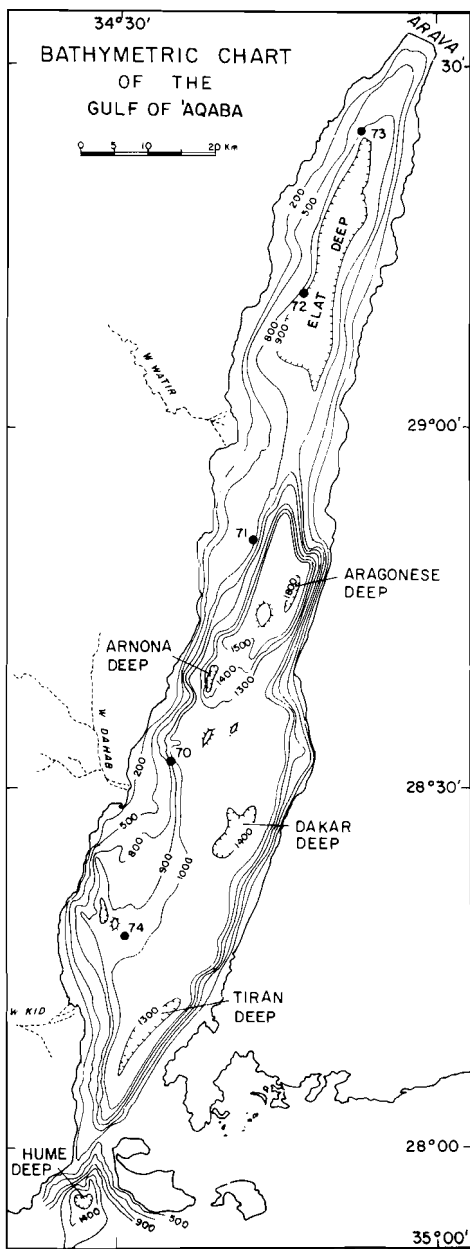 34°30'
ARAVA
30'
BATHYMETRIC CHART
OF THE
GULF OF 'AQABA
0 5 10 20 Km
73
200
500
ELAT DEEP
72
800
900
W WATIR
29°00'
71
1800
ARAGONESE
DEEP
ARNONA
DEEP
1500
1400
1300
W DAHAB
200
70
28°30'
500
800
900
1000
1400
DAKAR
DEEP
74
W KID
1300
TIRAN
DEEP
28°00'
HUME
DEEP
1400
900
500
35°00'